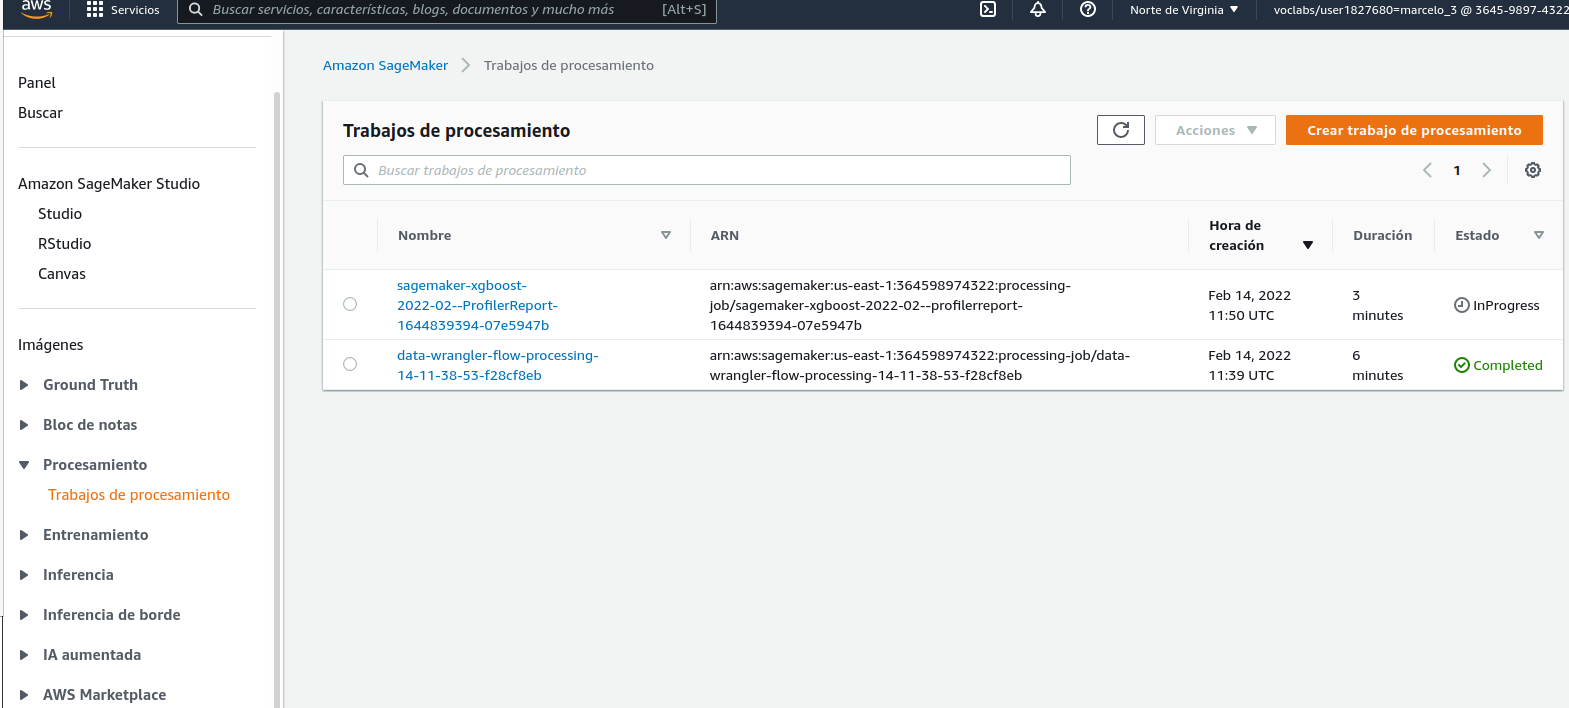 aws
Servicios
Buscar servicios, características, blogs, documentos y mucho más
[Alt+S]
Norte de Virginia
voclabs/user1827680=marcelo_3 @ 3645-9897-4322
Panel
Buscar
Amazon SageMaker Studio
Studio
RStudio
Canvas
Imágenes
Ground Truth
Bloc de notas
Procesamiento
Trabajos de procesamiento
Entrenamiento
Inferencia
Inferencia de borde
IA aumentada
AWS Marketplace
Amazon SageMaker
Trabajos de procesamiento
Trabajos de procesamiento
Acciones
Crear trabajo de procesamiento
Buscar trabajos de procesamiento
1
Nombre
ARN
Hora de
creación
Duración
Estado
sagemaker-xgboost-
2022-02--ProfilerReport-
1644839394-07e5947b
arn:aws:sagemaker:us-east-1:364598974322:processing-
job/sagemaker-xgboost-2022-02--profilerreport-
1644839394-07e5947b
Feb 14, 2022
11:50 UTC
3
minutes
InProgress
data-wrangler-flow-processing-
14-11-38-53-f28cf8eb
arn:aws:sagemaker:us-east-1:364598974322:processing-job/data-
wrangler-flow-processing-14-11-38-53-f28cf8eb
Feb 14, 2022
11:39 UTC
6
minutes
Completed